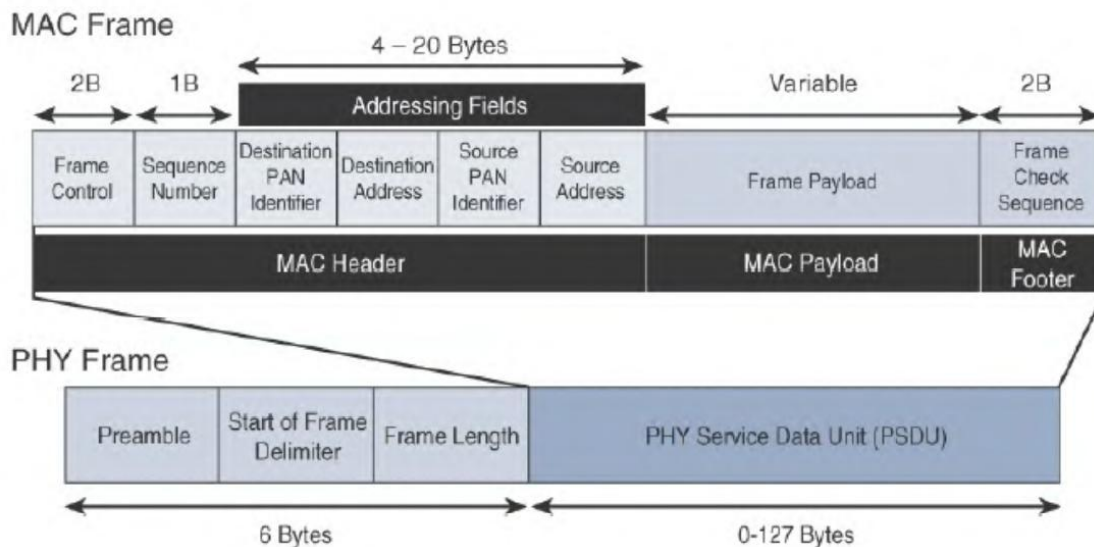 MAC Frame
4 – 20 Bytes
2B
1B
Variable
2B
Addressing Fields
Frame
Control
Sequence
Number
Destination
PAN
Identifier
Destination
Address
Source
PAN
Identifier
Source
Address
Frame Payload
Frame
Check
Sequence
MAC Header
MAC Payload
MAC
Footer
PHY Frame
Preamble
Start of Frame
Delimiter
Frame Length
PHY Service Data Unit (PSDU)
6 Bytes
0-127 Bytes